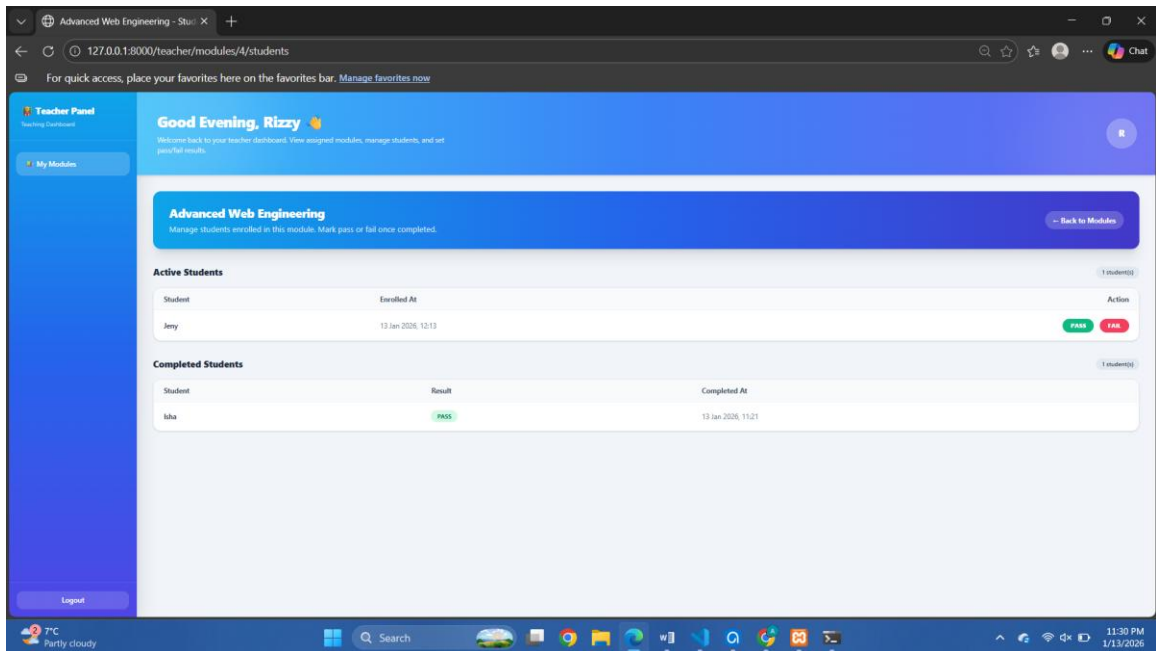 Advanced Web Engineering - Stud
127.0.0.1:8000/teacher/modules/4/students
Chat
For quick access, place your favorites here on the favorites bar. Manage favorites now
Teacher Panel
Teaching Dashboard
My Modules
Logout
Good Evening, Rizzy 👋
Welcome back to your teacher dashboard. View assigned modules, manage students, and set
pass/fail results.
R
Advanced Web Engineering
Manage students enrolled in this module. Mark pass or fail once completed.
← Back to Modules
Active Students
1 student(s)
Student Enrolled At Action
Jeny 13 Jan 2026, 12:13 PASS FAIL
Completed Students
1 student(s)
Student Result Completed At
Isha PASS 13 Jan 2026, 11:21
2
7°C
Partly cloudy
Search
11:30 PM
1/13/2026